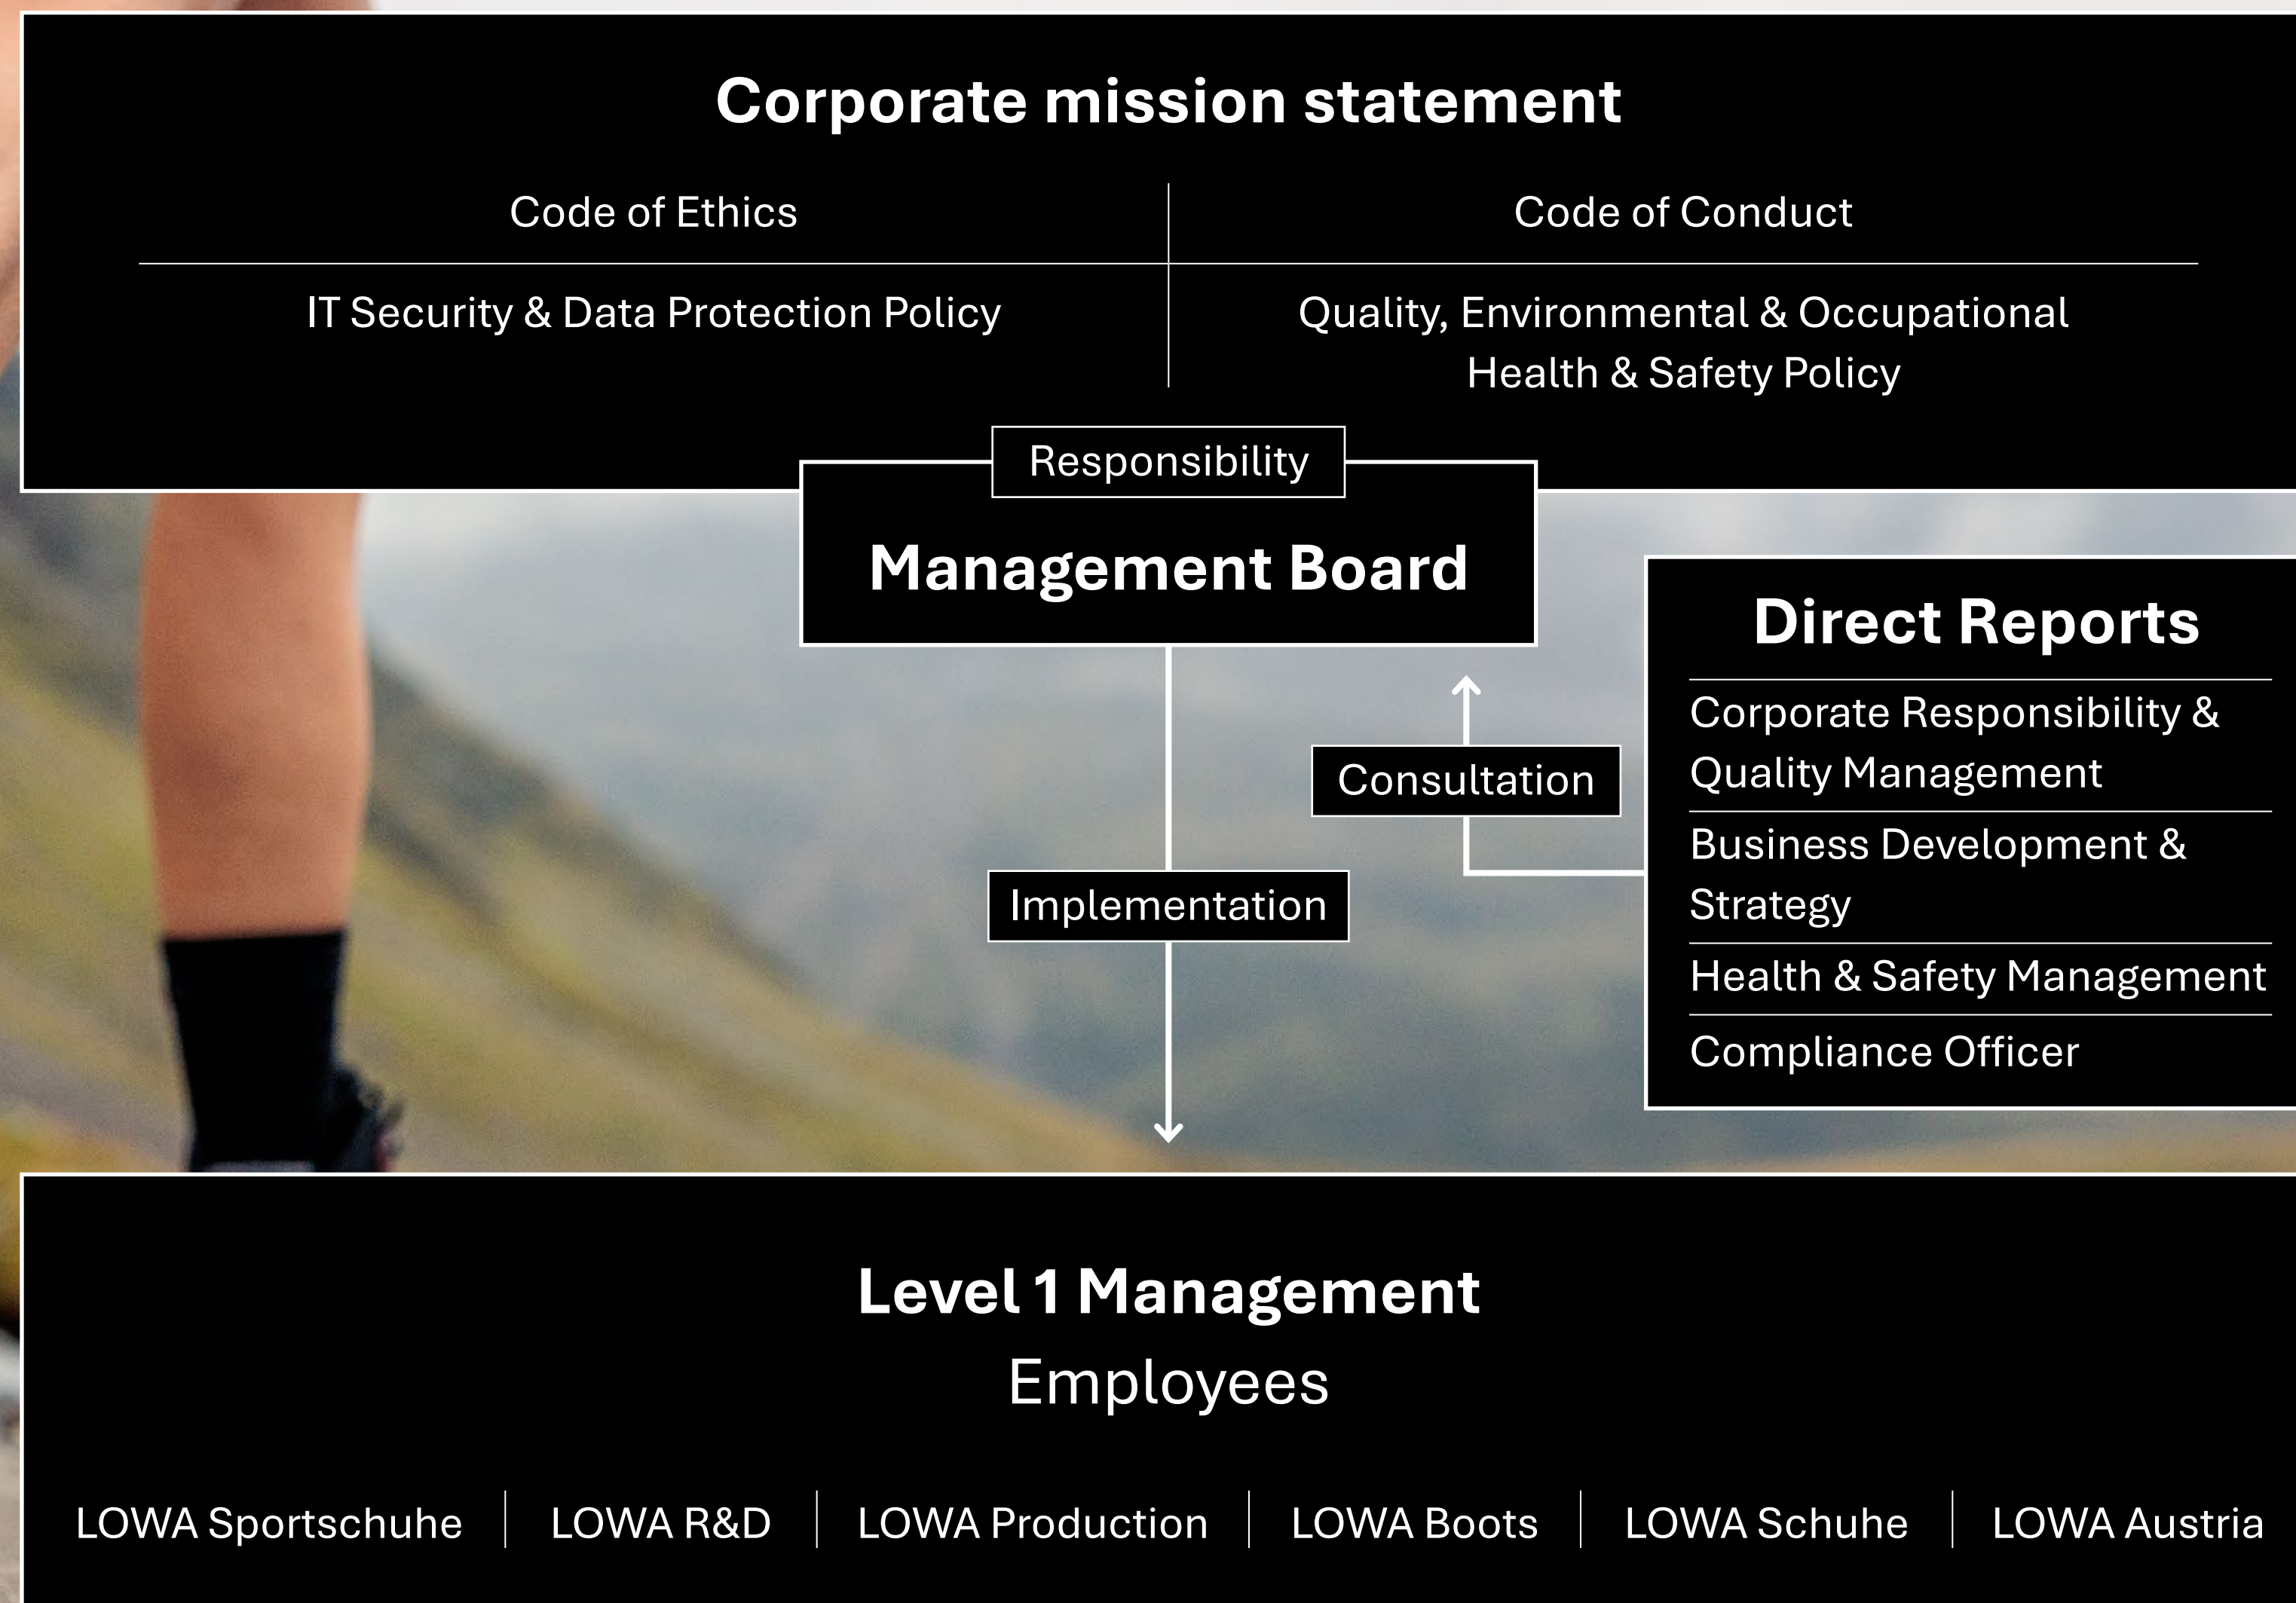 Corporate mission statement
Code of Ethics
Code of Conduct
IT Security & Data Protection Policy
Quality, Environmental & Occupational
Health & Safety Policy
Responsibility
Management Board
Direct Reports
Corporate Responsibility &
Quality Management
Business Development &
Strategy
Health & Safety Management
Compliance Officer
Consultation
Implementation
Level 1 Management
Employees
LOWA Sportschuhe
LOWA R&D
LOWA Production
LOWA Boots
LOWA Schuhe
LOWA Austria